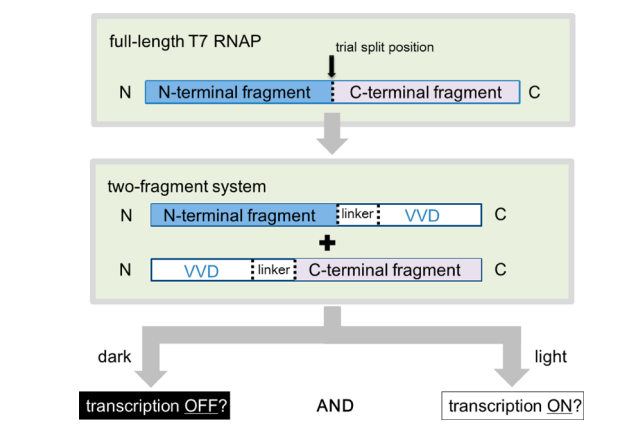 full-length T7 RNAP
trial split position
N N-terminal fragment C-terminal fragment C
two-fragment system
N N-terminal fragment linker VVD C
+
N VVD linker C-terminal fragment C
dark light
transcription OFF? AND transcription ON?